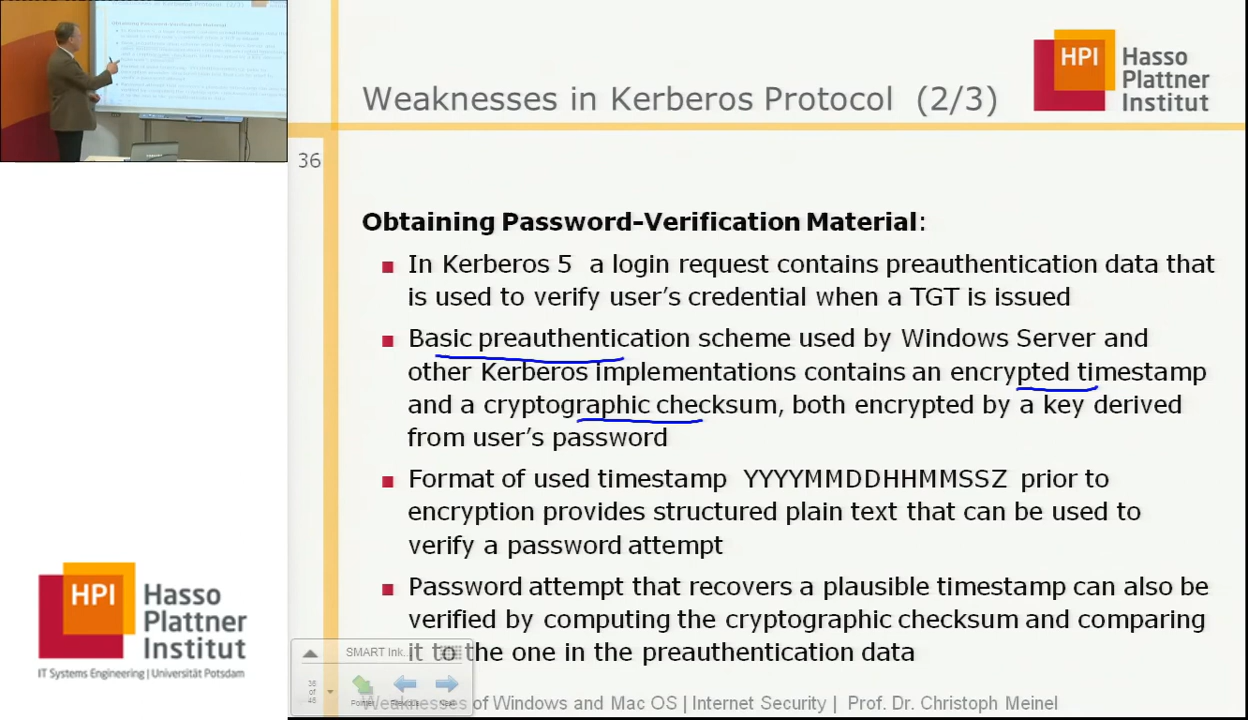 Weaknesses in Kerberos Protocol (2/3)
HPI Hasso
Plattner
Institut
36
Obtaining Password-Verification Material:
In Kerberos 5 a login request contains preauthentication data that
is used to verify user's credential when a TGT is issued
Basic preauthentication scheme used by Windows Server and
other Kerberos implementations contains an encrypted timestamp
and a cryptographic checksum, both encrypted by a key derived
from user's password
Format of used timestamp YYYYMMDDHHMMSSZ prior to
encryption provides structured plain text that can be used to
verify a password attempt
Password attempt that recovers a plausible timestamp can also be
verified by computing the cryptographic checksum and comparing
it to the one in the preauthentication data
HPI Hasso
Plattner
Institut
IT Systems Engineering | Universität Potsdam
SMART Ink...
36
of
Weaknesses of Windows and Mac OS | Internet Security | Prof. Dr. Christoph Meinel